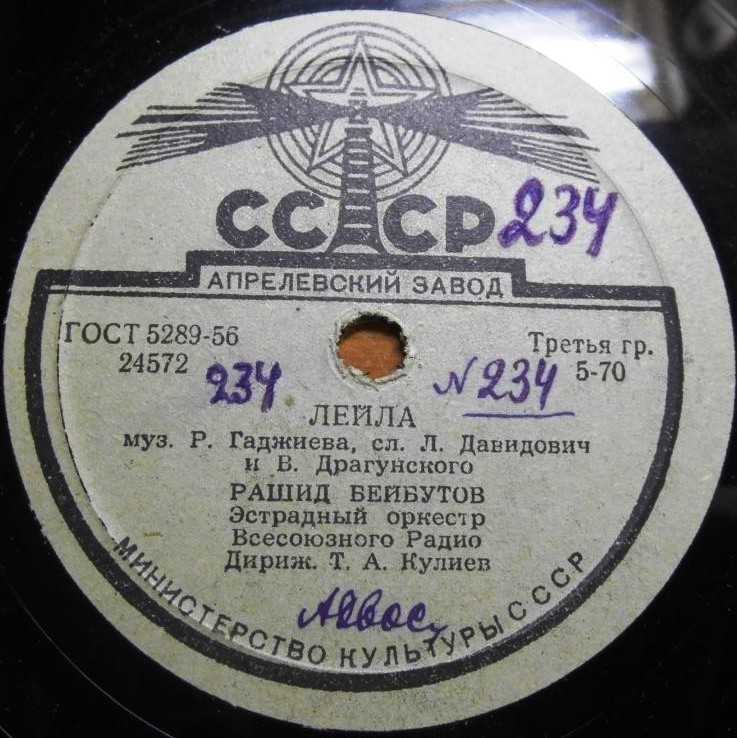 СССР 234
АПРЕЛЕВСКИЙ ЗАВОД
ГОСТ 5289-56
24572
Третья гр.
5-70
234
N 234
ЛЕЙЛА
муз. Р. Гаджиева, сл. Л. Давидович
и В. Драгунского
РАШИД БЕЙБУТОВ
Эстрадный оркестр
Всесоюзного Радио
Дириж. Т. А. Кулиев
МИНИСТЕРСТВО КУЛЬТУРЫ СССР